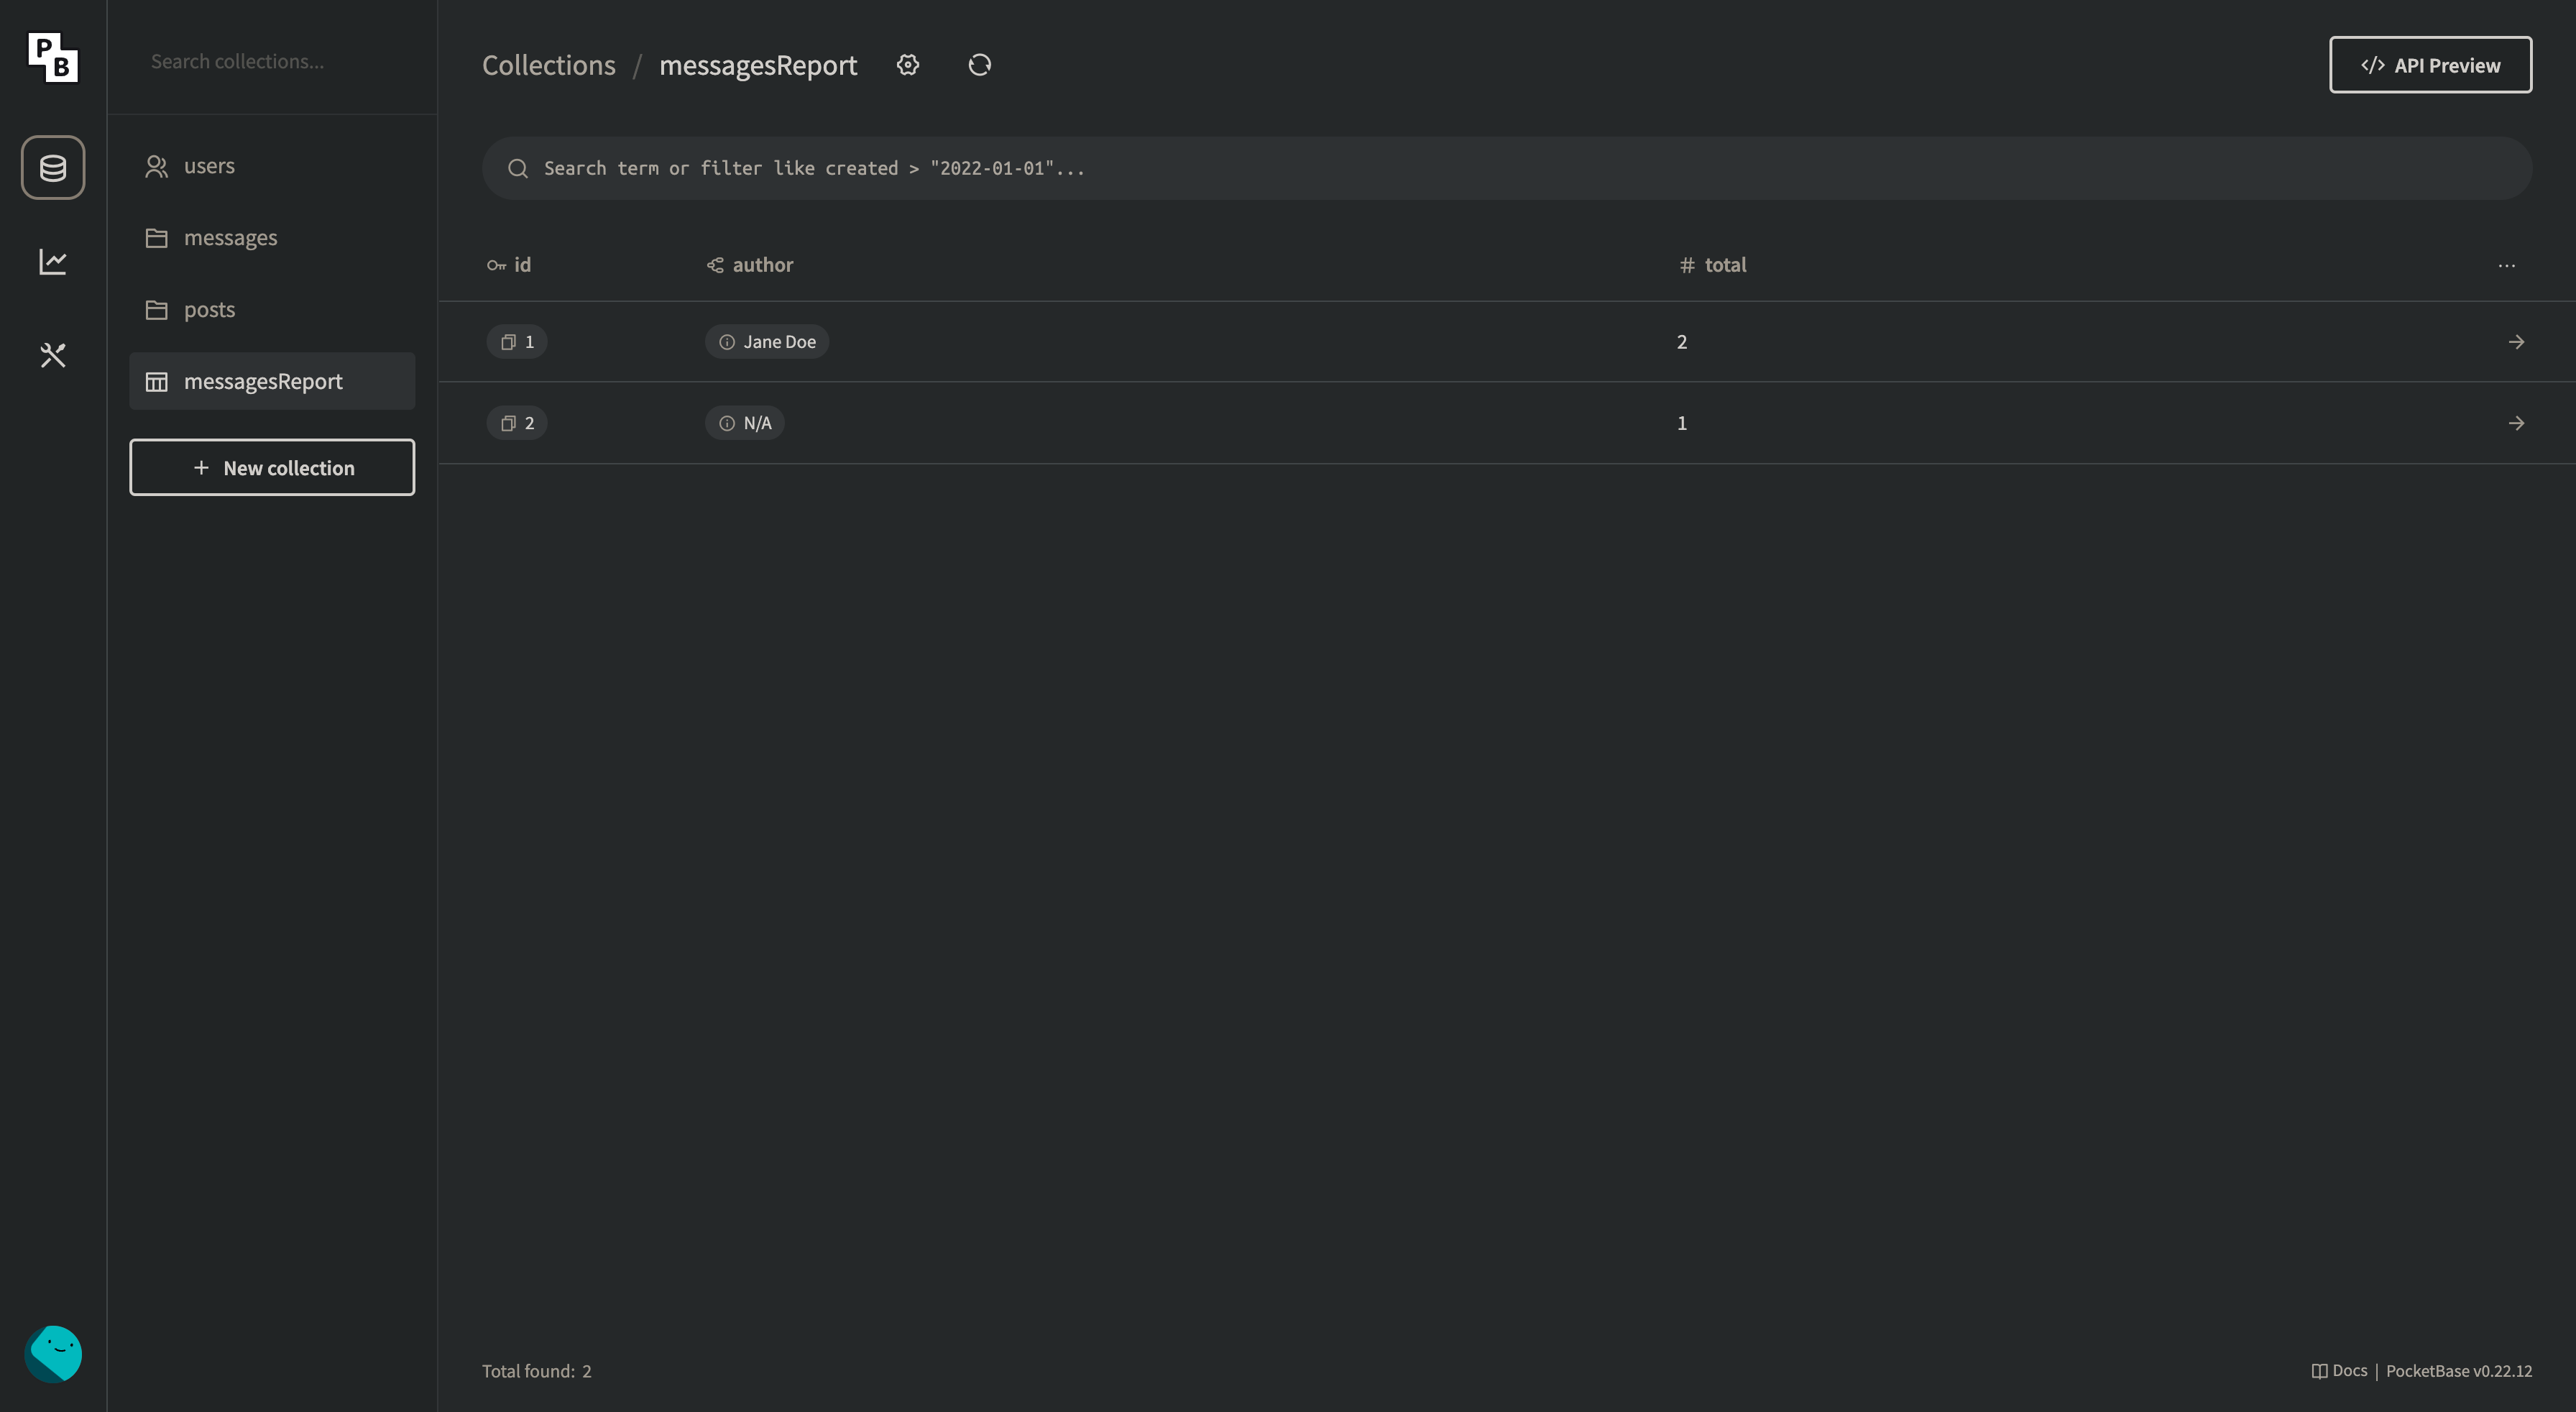 PB
Search collections...
users
messages
posts
messagesReport
+ New collection
Collections / messagesReport
</> API Preview
Search term or filter like created > "2022-01-01"...
id author # total ...
1 Jane Doe 2
2 N/A 1
Total found: 2
Docs | PocketBase v0.22.12